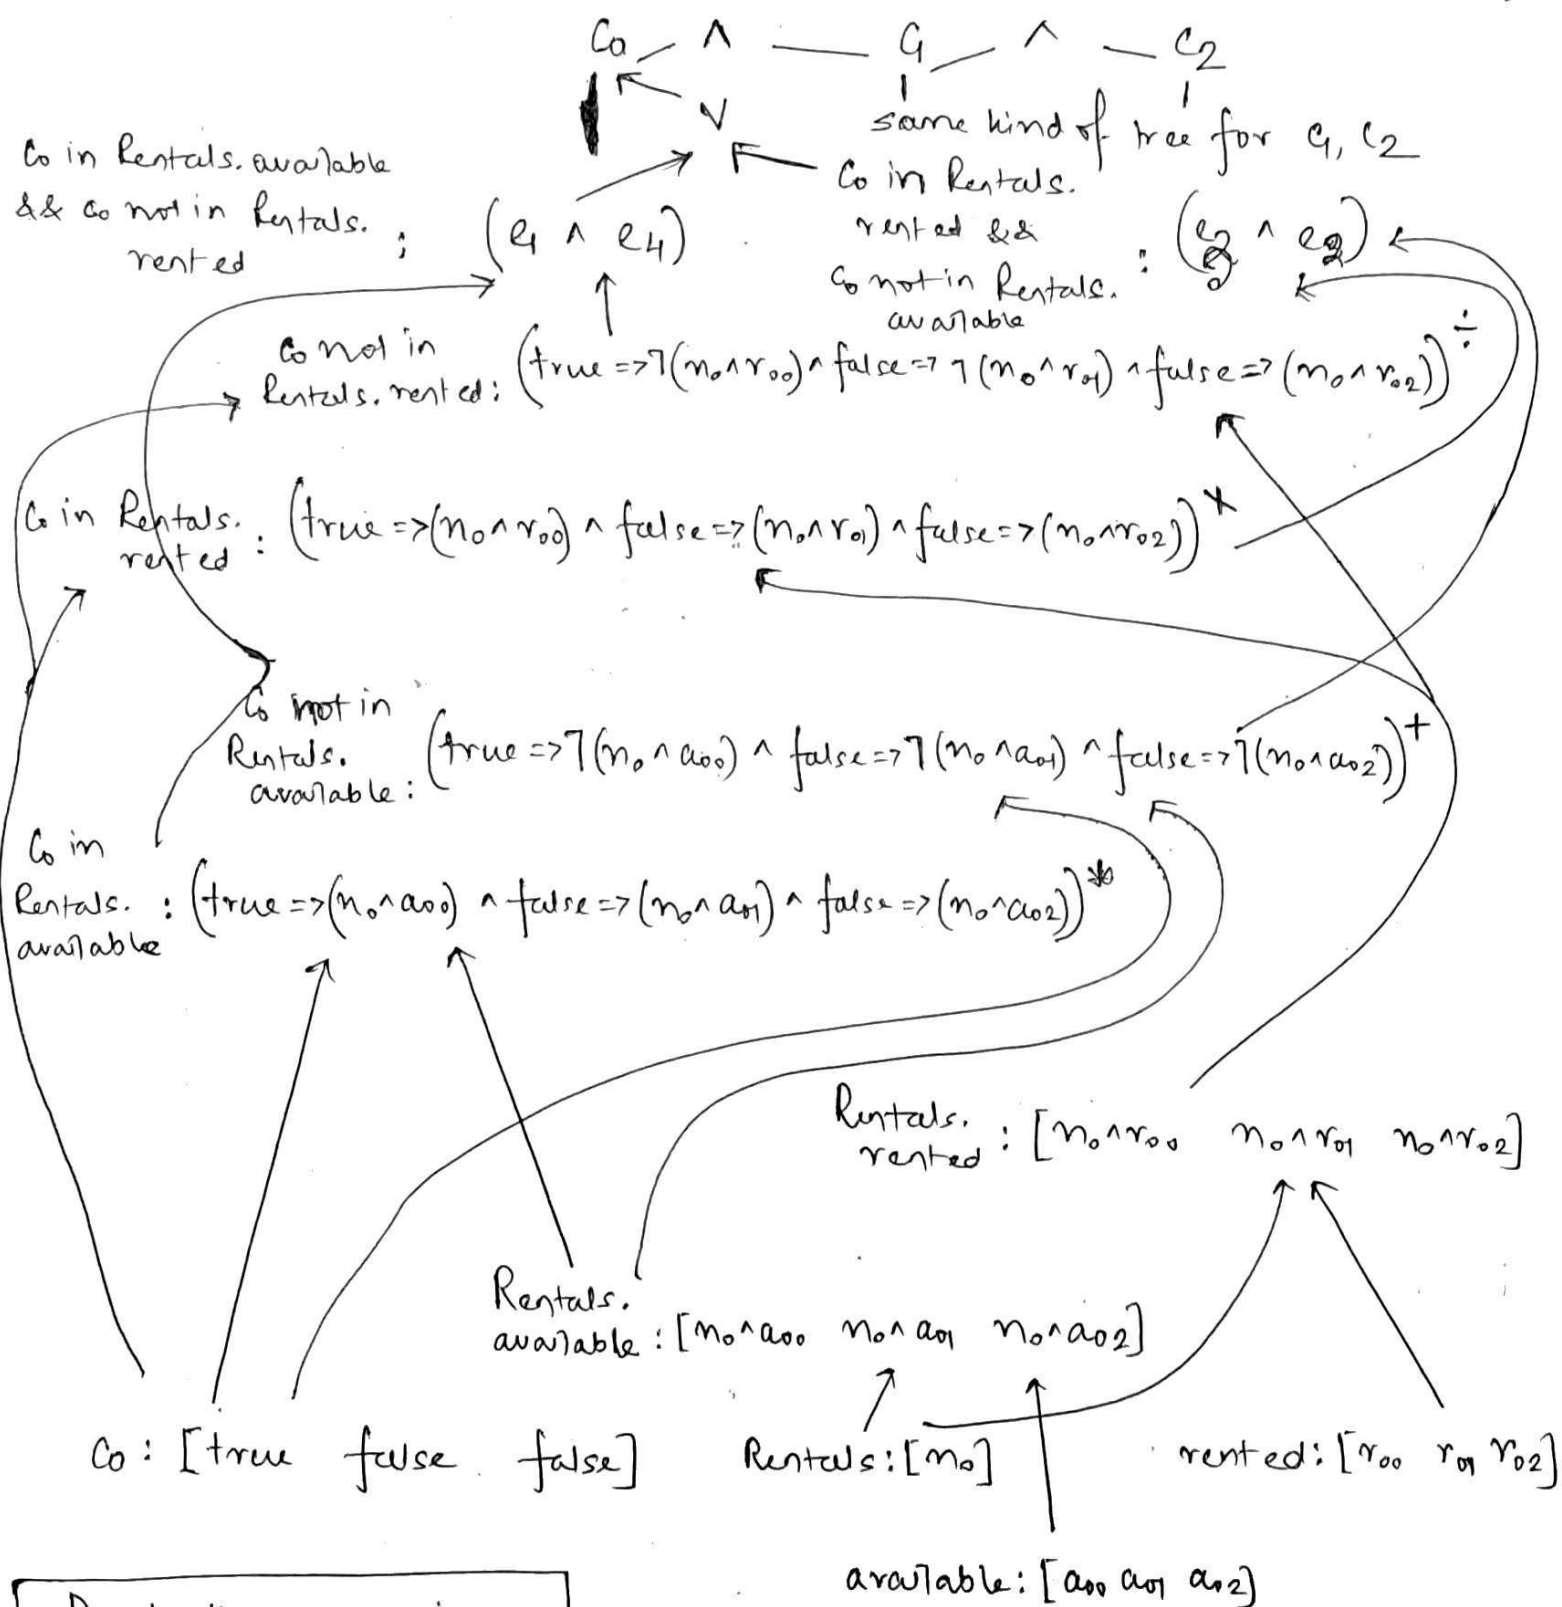 C0 ∧ C1 ∧ C2
∨
same kind of tree for C1, C2
C0 in Rentals. available
&& C0 not in Rentals.
rented
;
(e1 ∧ e4)
C0 in Rentals.
rented &&
C0 not in Rentals.
available
:
C0 not in
Rentals. rented: (true => ¬(n0 ∧ r00) ∧ false => ¬(n0 ∧ r01) ∧ false => (n0 ∧ r02)) ÷
C0 in Rentals.
rented : (true => (n0 ∧ r00) ∧ false => (n0 ∧ r01) ∧ false => (n0 ∧ r02)) *
C0 not in
Rentals.
available: (true => ¬(n0 ∧ a00) ∧ false => ¬(n0 ∧ a01) ∧ false => ¬(n0 ∧ a02)) +
C0 in
Rentals. : (true => (n0 ∧ a00) ∧ false => (n0 ∧ a01) ∧ false => (n0 ∧ a02)) *
available
Rentals.
rented : [n0 ∧ r00 n0 ∧ r01 n0 ∧ r02]
Rentals.
available : [n0 ∧ a00 n0 ∧ a01 n0 ∧ a02]
C0 : [true false false]
Rentals : [n0]
rented : [r00 r01 r02]
available : [a00 a01 a02]